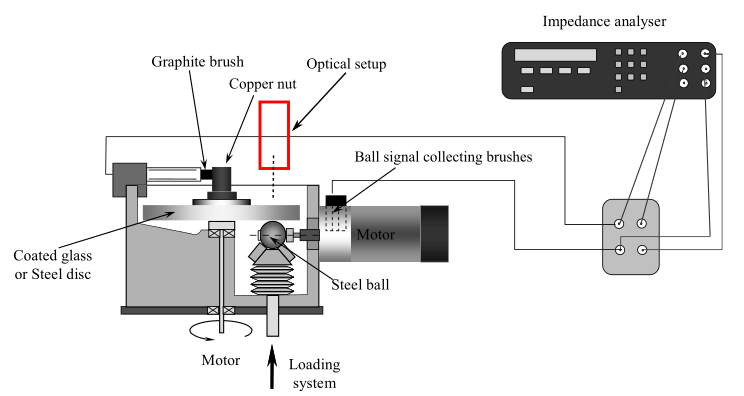 Impedance analyser
Graphite brush
Copper nut
Optical setup
Ball signal collecting brushes
Motor
Coated glass
or Steel disc
Steel ball
Motor
Loading
system